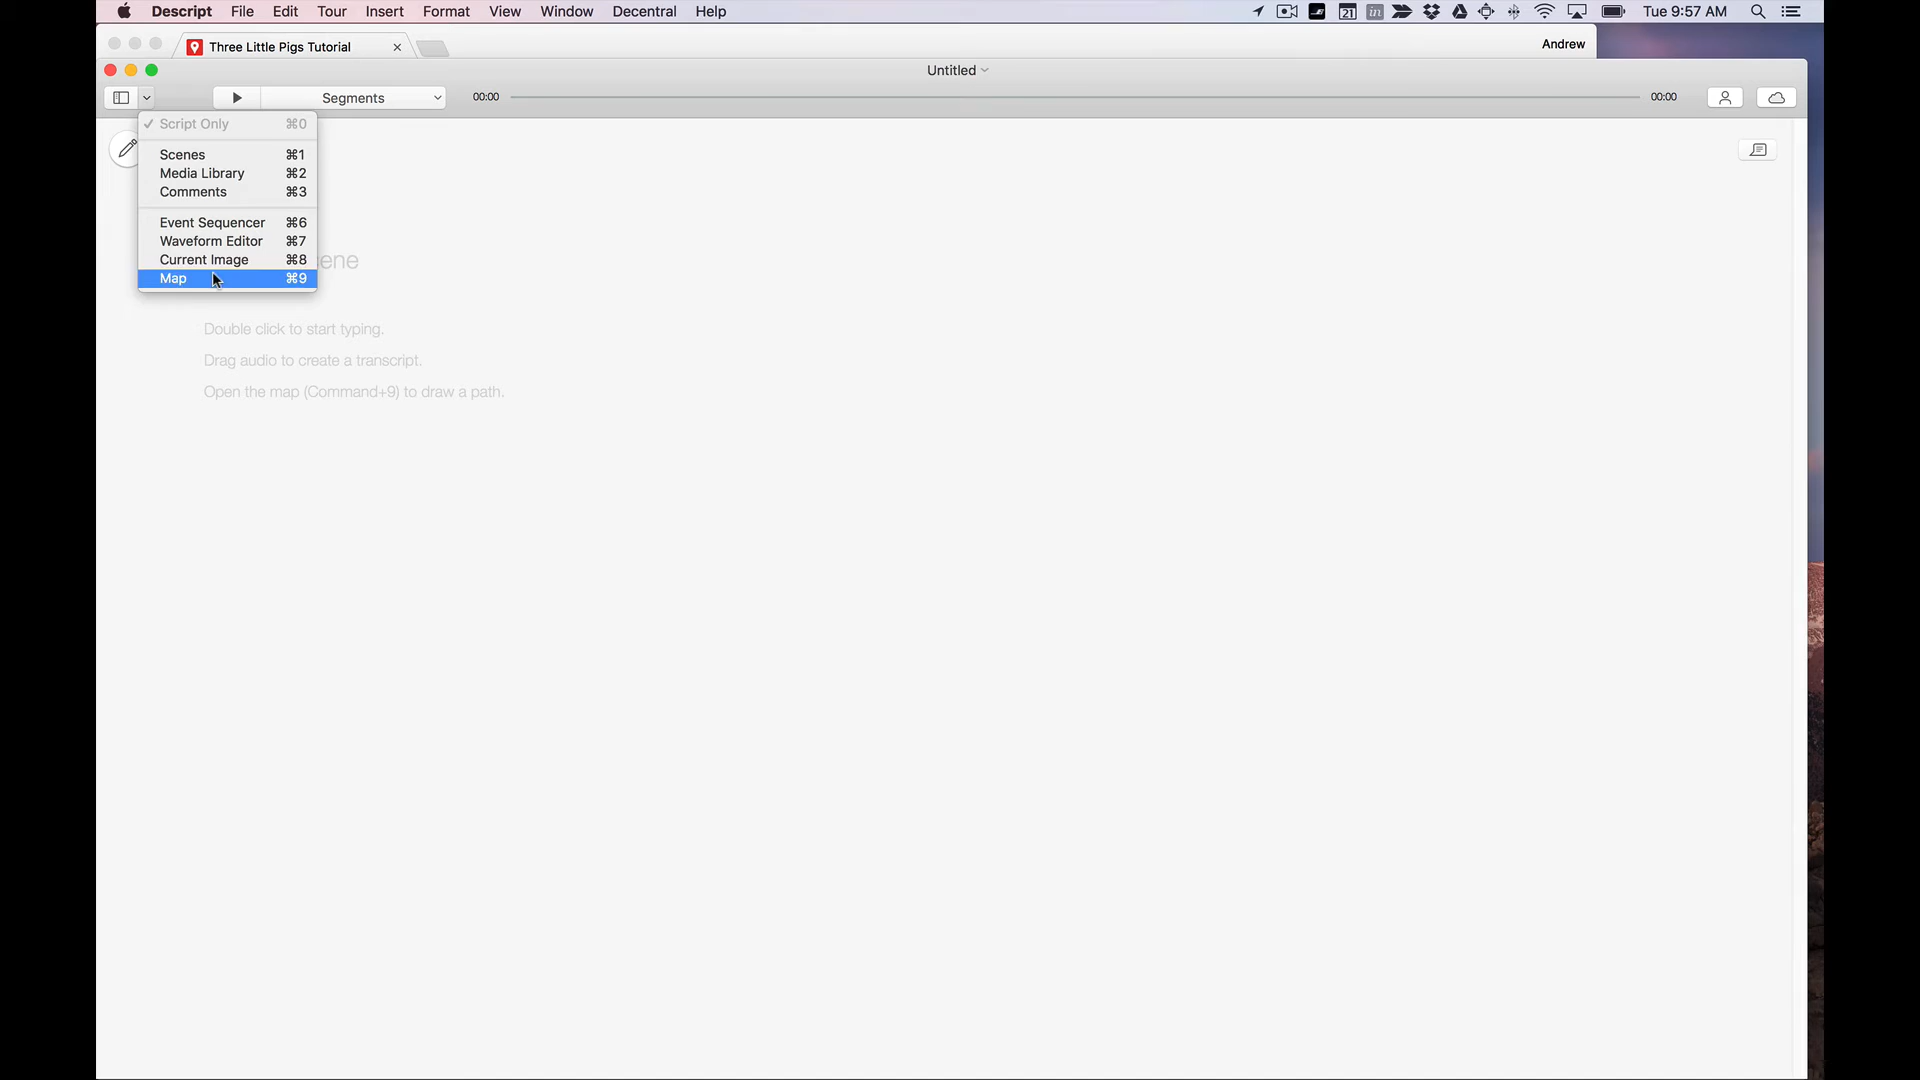 Descript File Edit Tour Insert Format View Window Decentral Help 21 in Tue 9:57 AM
Three Little Pigs Tutorial Andrew
Untitled
Segments 00:00 00:00
✓ Script Only ⌘0
Scenes ⌘1
Media Library ⌘2
Comments ⌘3
Event Sequencer ⌘6
Waveform Editor ⌘7
Current Image ⌘8
Map ⌘9
Double click to start typing.
Drag audio to create a transcript.
Open the map (Command+9) to draw a path.